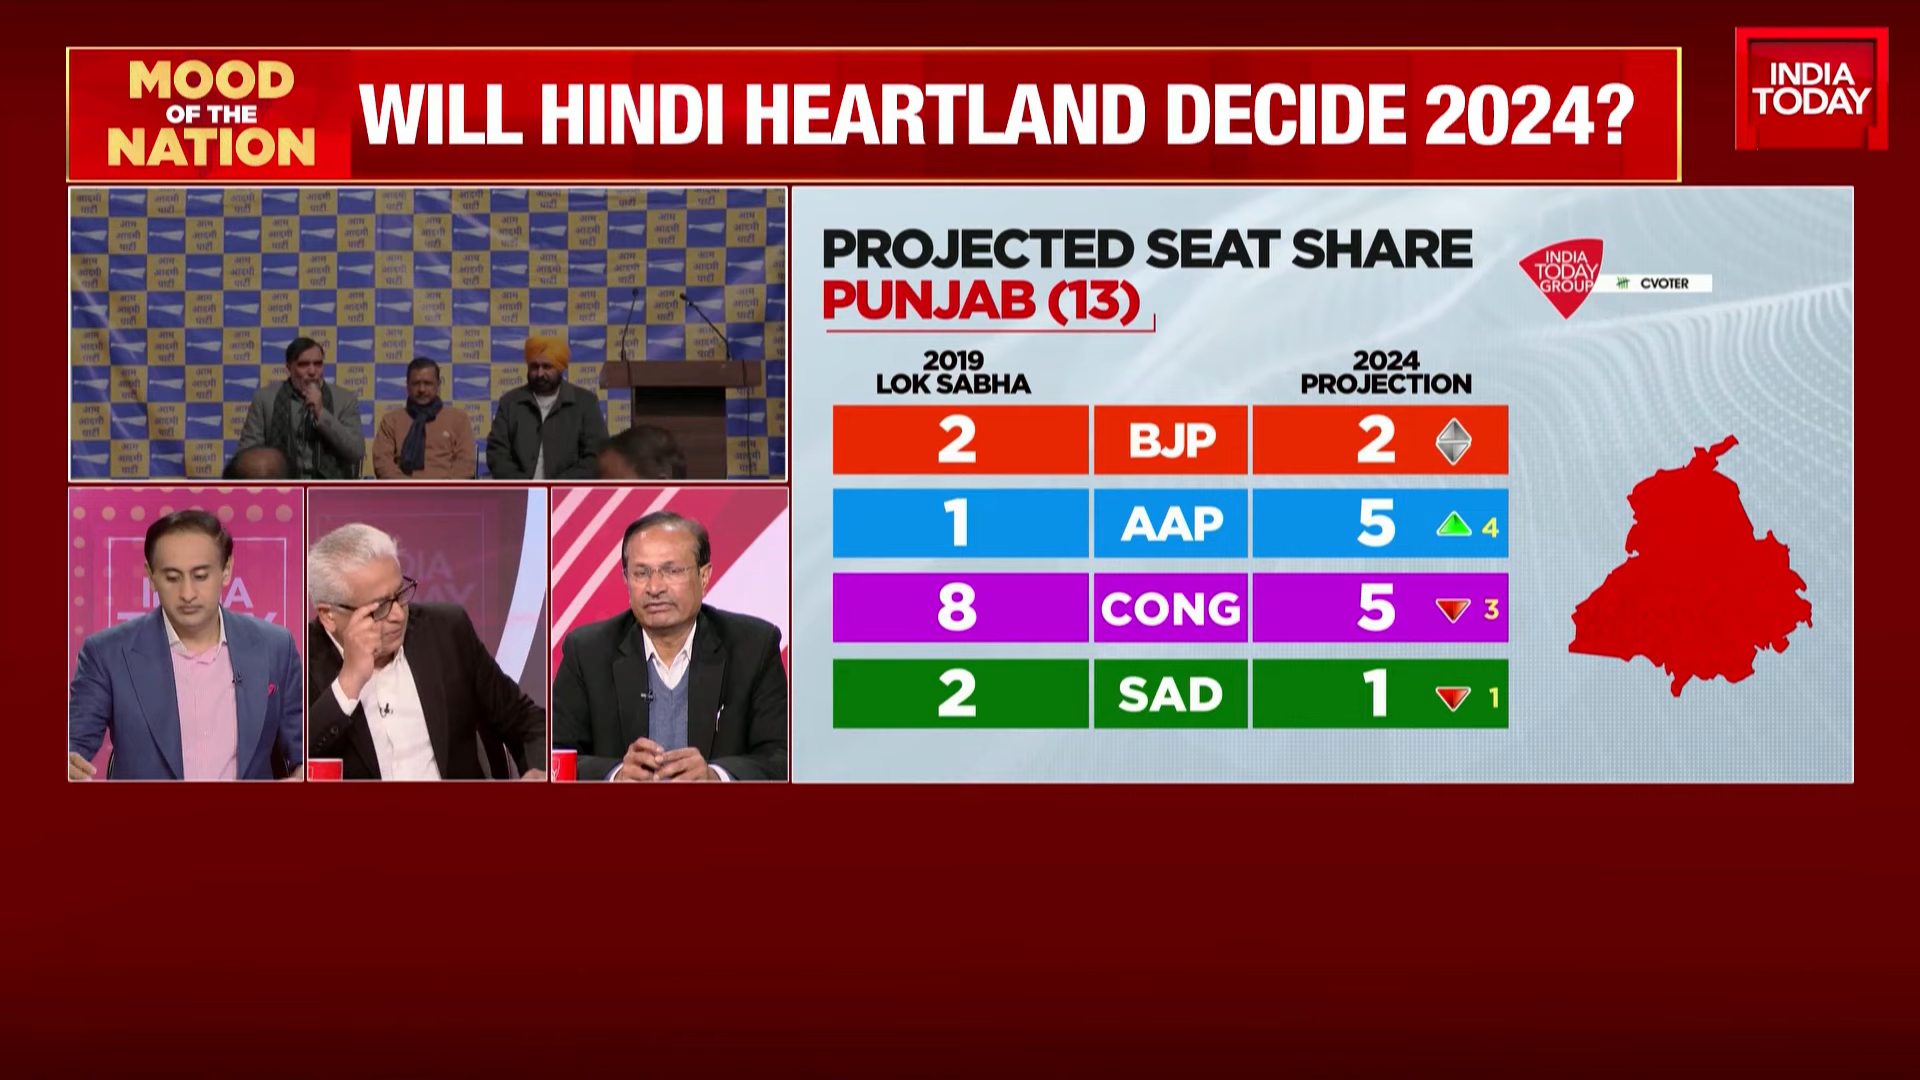 MOOD
OF THE
NATION
WILL HINDI HEARTLAND DECIDE 2024?
INDIA
TODAY
आम
आदमी
पार्टी
PROJECTED SEAT SHARE
PUNJAB (13)
INDIA
TODAY
GROUP
CVOTER
2019
LOK SABHA
2024
PROJECTION
2 BJP 2
1 AAP 5 4
8 CONG 5 3
2 SAD 1 1